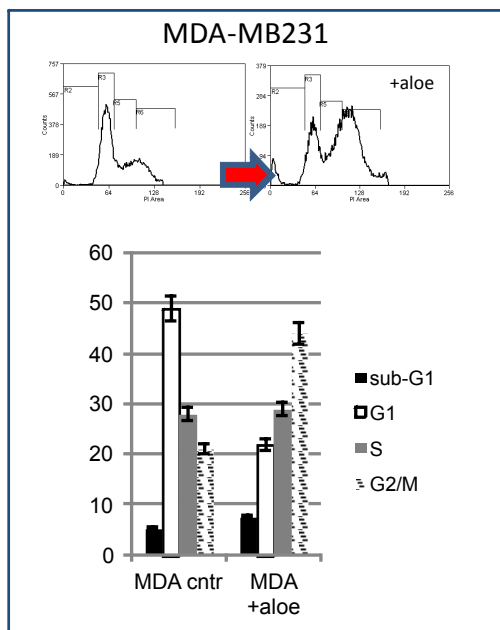 MDA-MB231
757
567
378
189
0
Counts
R2
R3
R5
R6
0
64
128
192
256
PI Area
379
284
189
94
Counts
R2
R3
R5
+aloe
0
64
128
192
256
PI Area
60
50
40
30
20
10
0
MDA cntr
MDA
+aloe
sub-G1
G1
S
G2/M